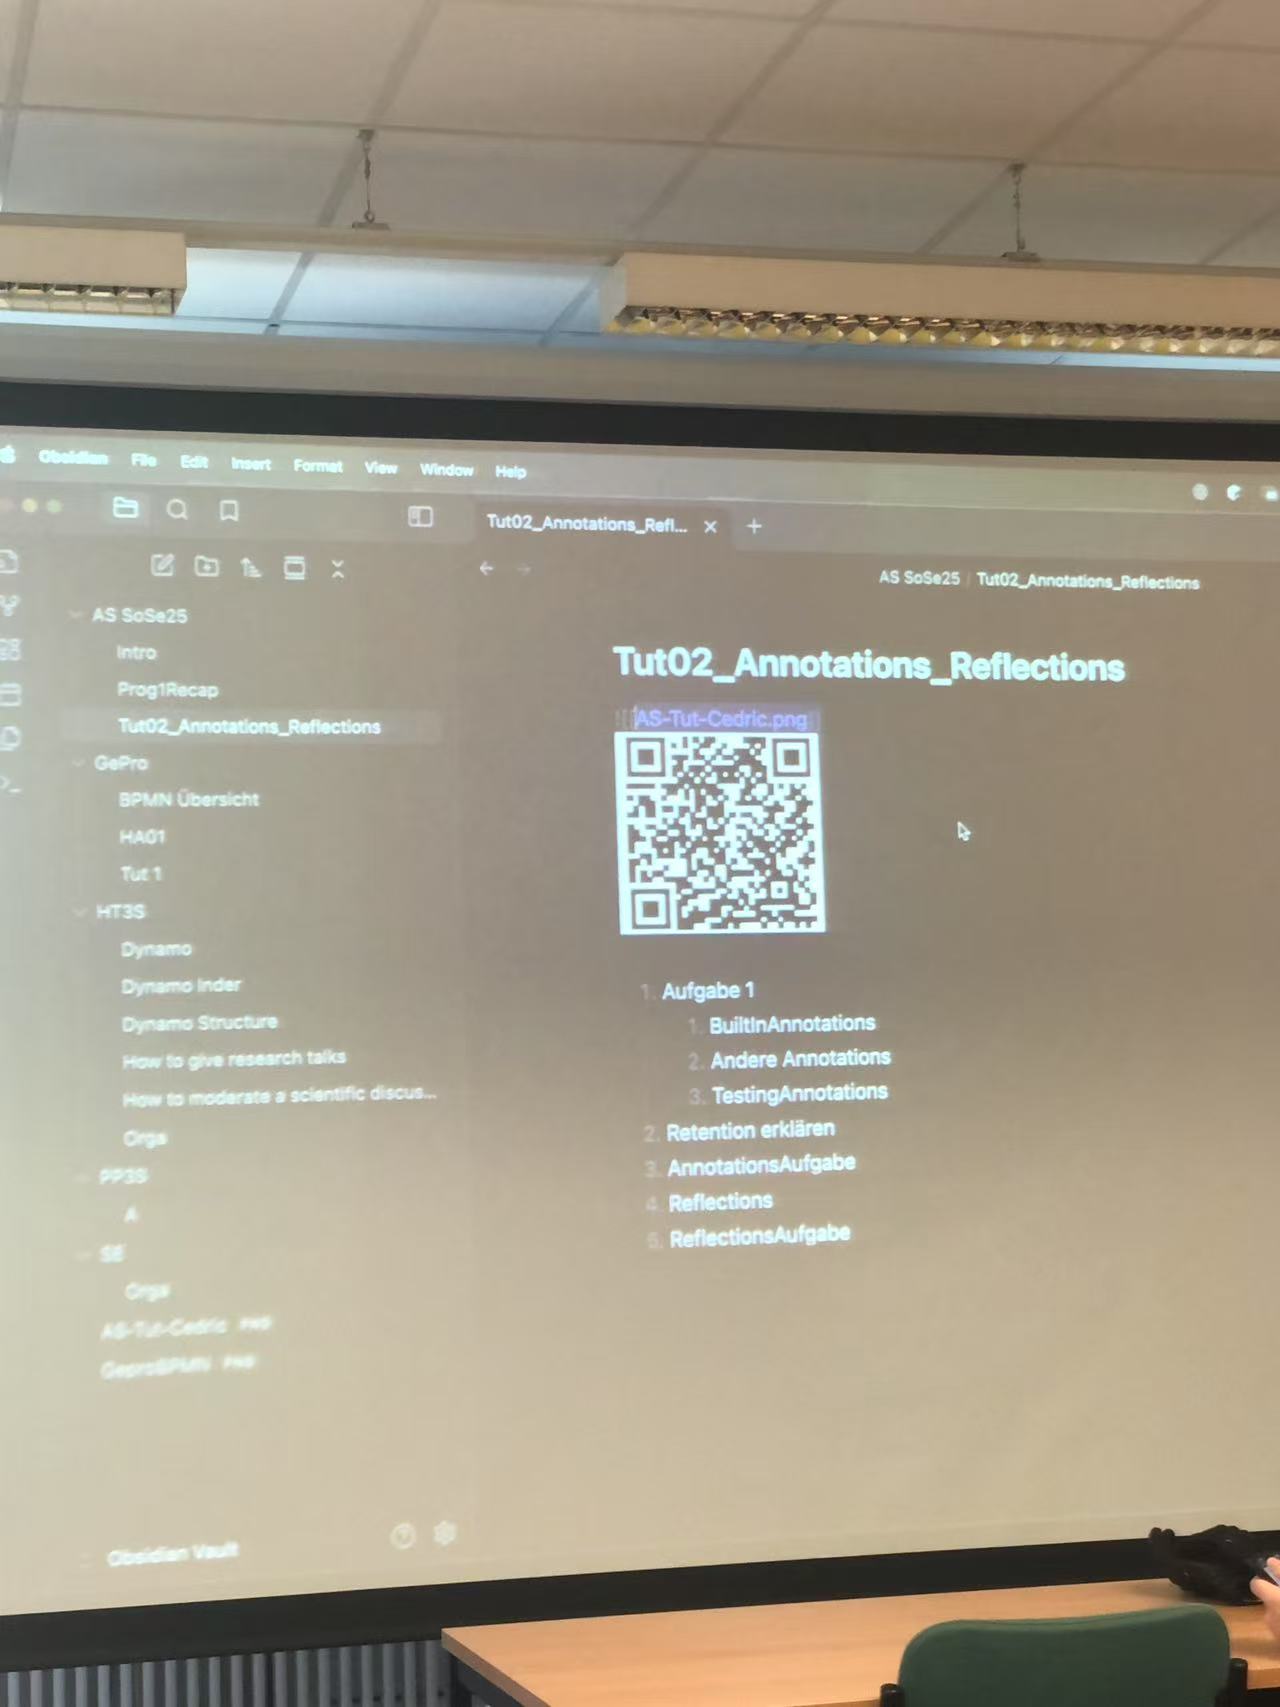 Obsidian File Edit Insert Format View Window Help
Tut02_Annotations_Refl...
AS SoSe25 / Tut02_Annotations_Reflections
AS SoSe25
Intro
Prog1Recap
Tut02_Annotations_Reflections
GePro
BPMN Übersicht
HA01
Tut 1
HT3S
Dynamo
Dynamo Inder
Dynamo Structure
How to give research talks
How to moderate a scientific discus...
Orga
PP3S
A
SE
Orga
AS-Tut-Cedric PNG
GeproBPMN PNG
Obsidian Vault
Tut02_Annotations_Reflections
![[AS-Tut-Cedric.png]]
1. Aufgabe 1
1. BuiltInAnnotations
2. Andere Annotations
3. TestingAnnotations
2. Retention erklären
3. AnnotationsAufgabe
4. Reflections
5. ReflectionsAufgabe